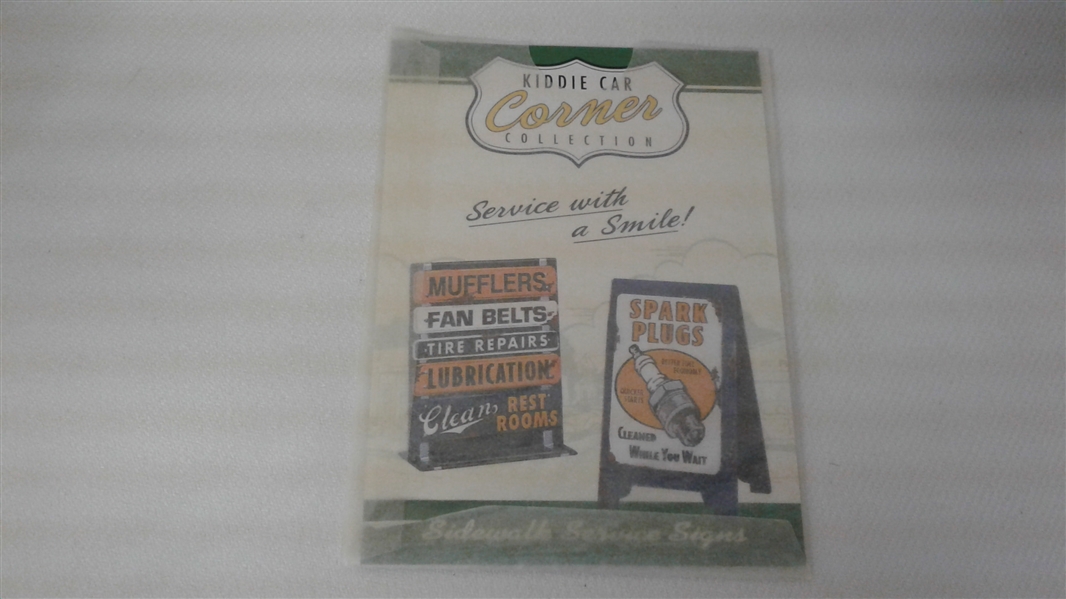 KIDDIE CAR
Corner
COLLECTION
Service with
a Smile!
MUFFLERS
FAN BELTS
TIRE REPAIRS
LUBRICATION
Clean
REST
ROOMS
SPARK
PLUGS
CLEANED
WHILE YOU WAIT
Sidewalk Service Signs